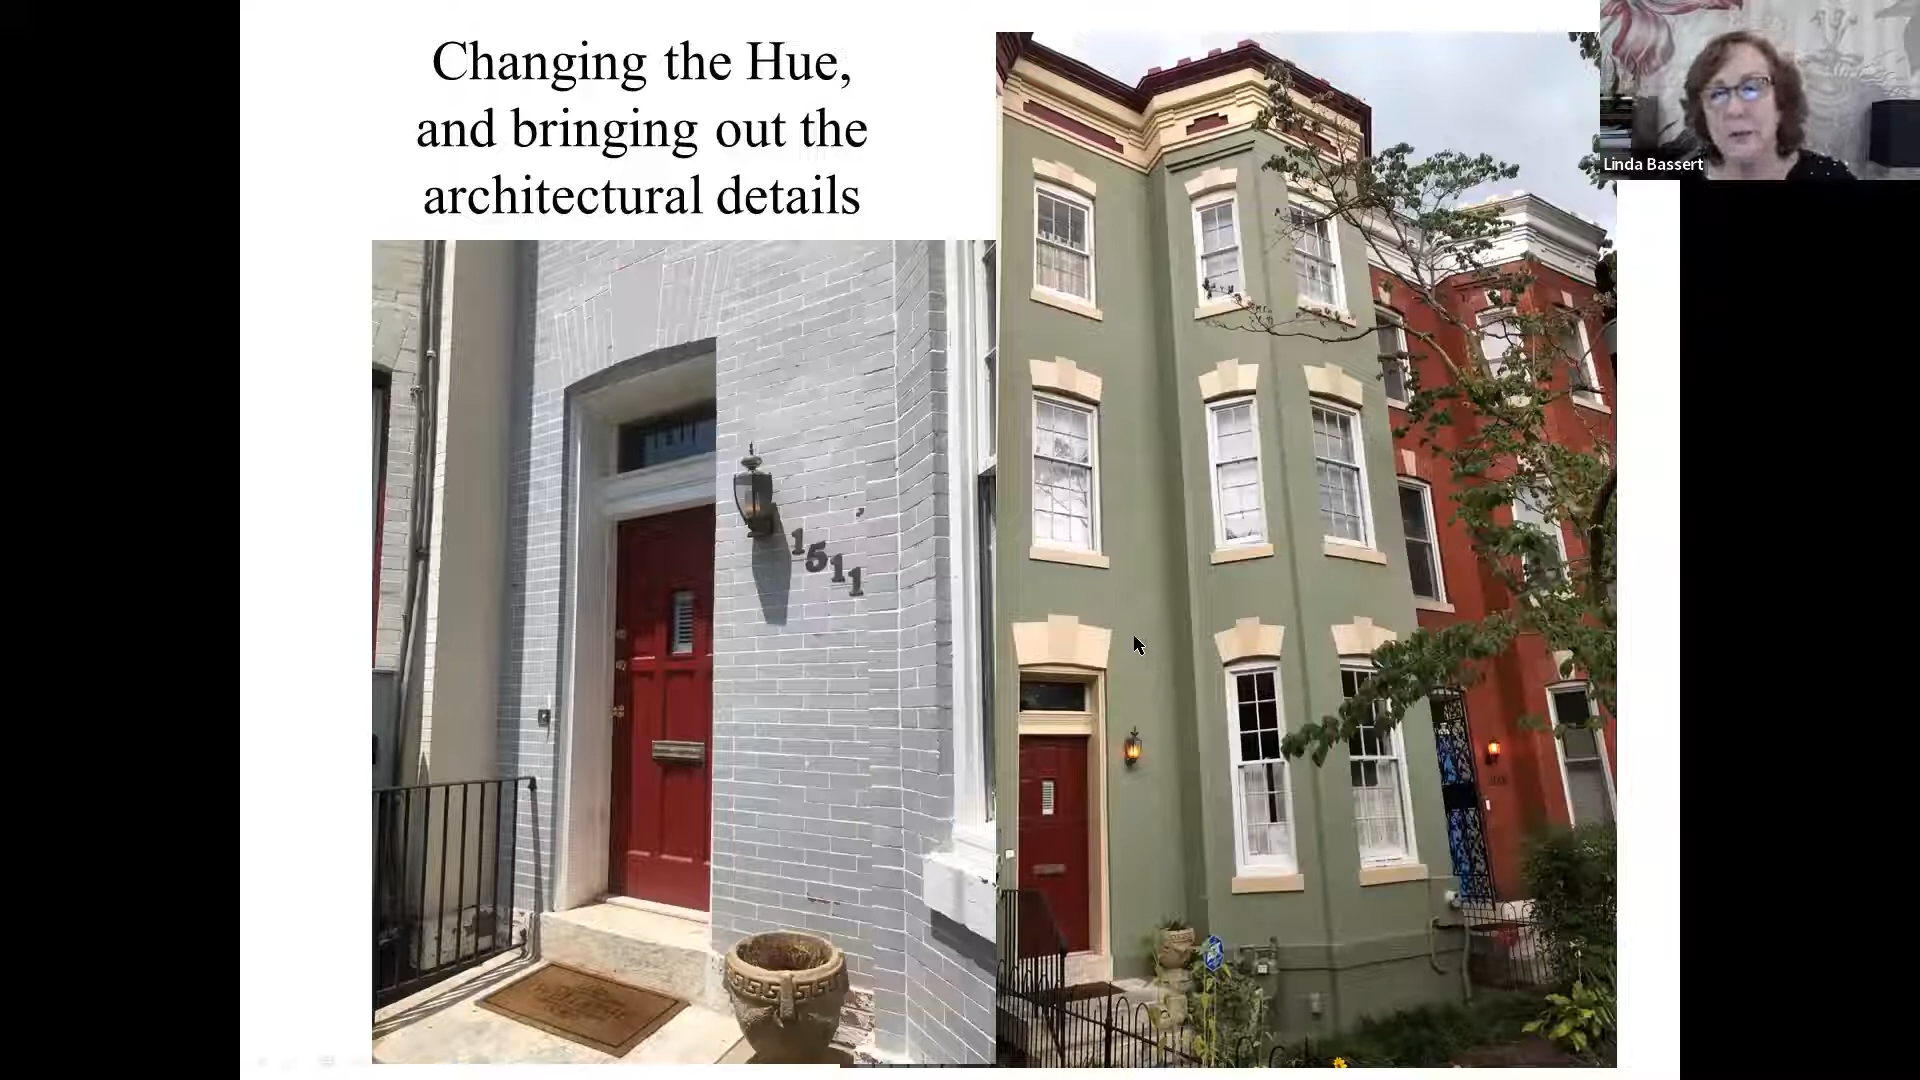 Changing the Hue,
and bringing out the
architectural details
Linda Bassert
1511